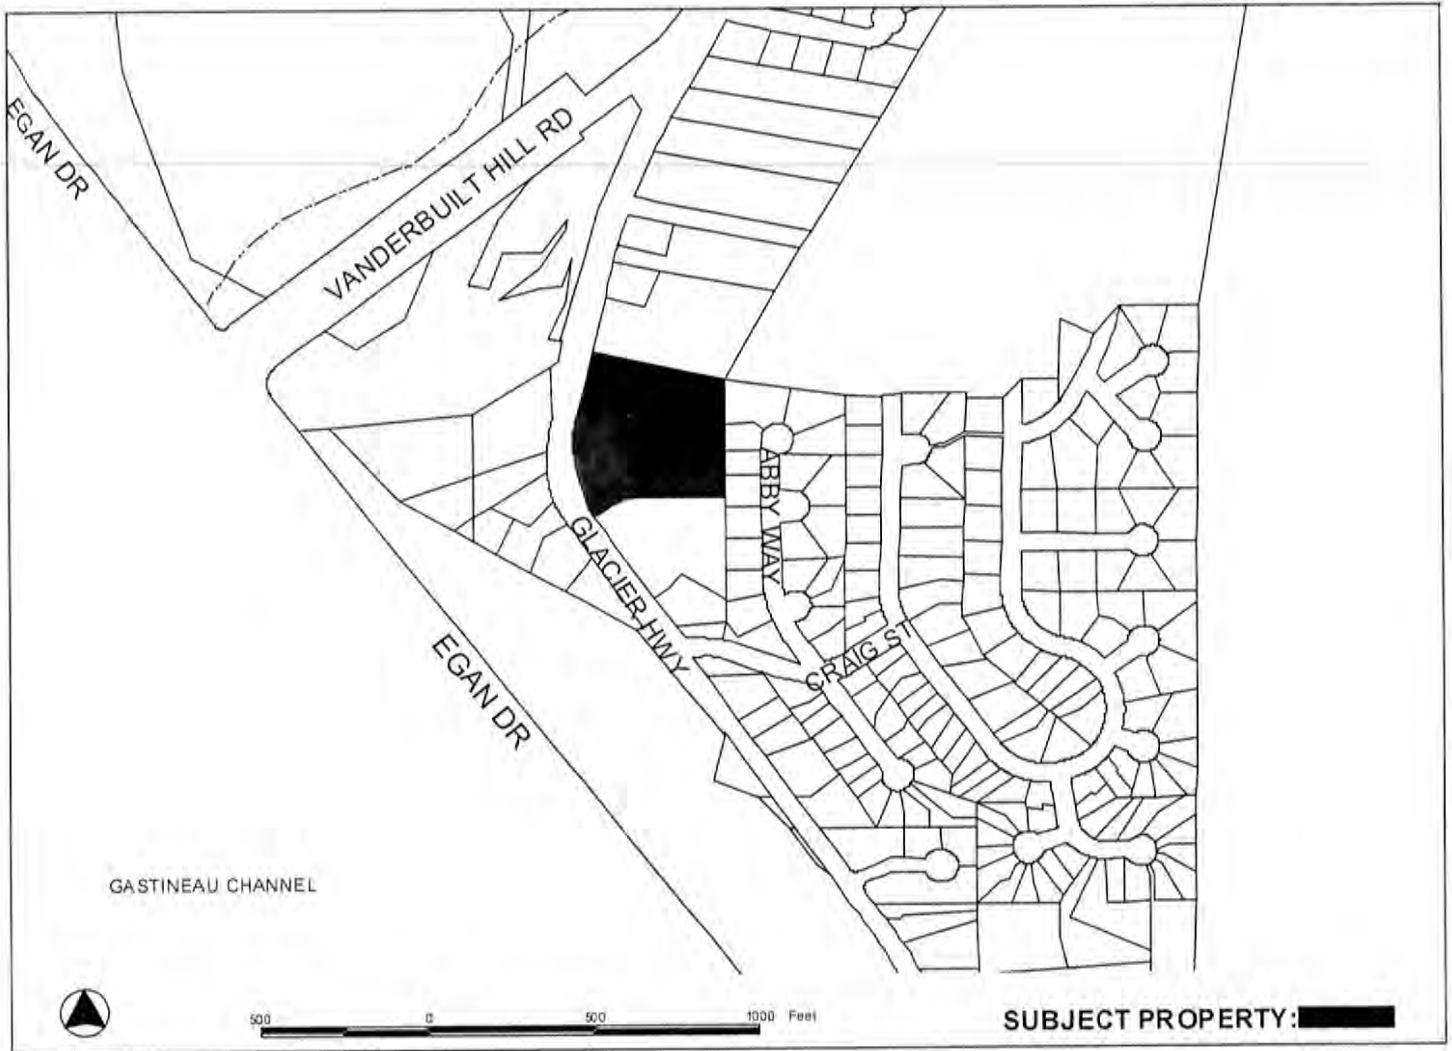 EGAN DR
VANDERBUILT HILL RD
ABBY WAY
GLACIER HWY
CRAIG ST
EGAN DR
GASTINEAU CHANNEL
500 0 500 1000 Feet
SUBJECT PROPERTY: